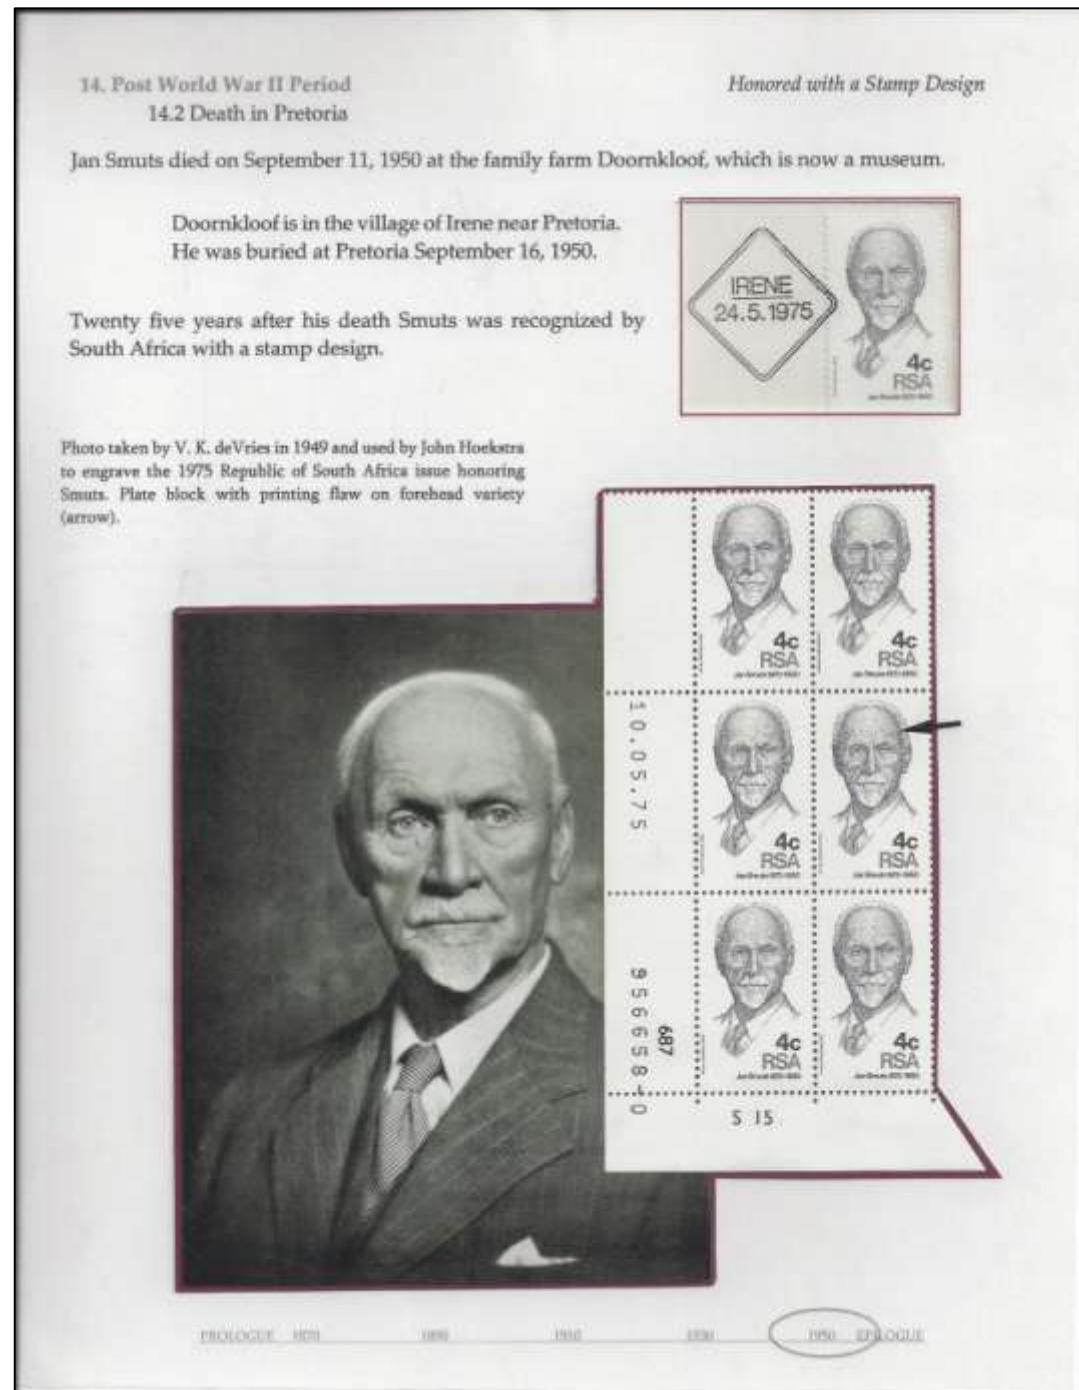 14. Post World War II Period
Honored with a Stamp Design
14.2 Death in Pretoria
Jan Smuts died on September 11, 1950 at the family farm Doornkloof, which is now a museum.
Doornkloof is in the village of Irene near Pretoria.
He was buried at Pretoria September 16, 1950.
IRENE
24.5.1975
4c
RSA
Twenty five years after his death Smuts was recognized by
South Africa with a stamp design.
Photo taken by V. K. deVries in 1949 and used by John Hoekstra
to engrave the 1975 Republic of South Africa issue honoring
Smuts. Plate block with printing flaw on forehead variety
(arrow).
4c
RSA
4c
RSA
10.05.75
4c
RSA
4c
RSA
956658-0
687
4c
RSA
4c
RSA
S 15
PROLOGUE 1870 1890 1910 1930 1950 EPILOGUE